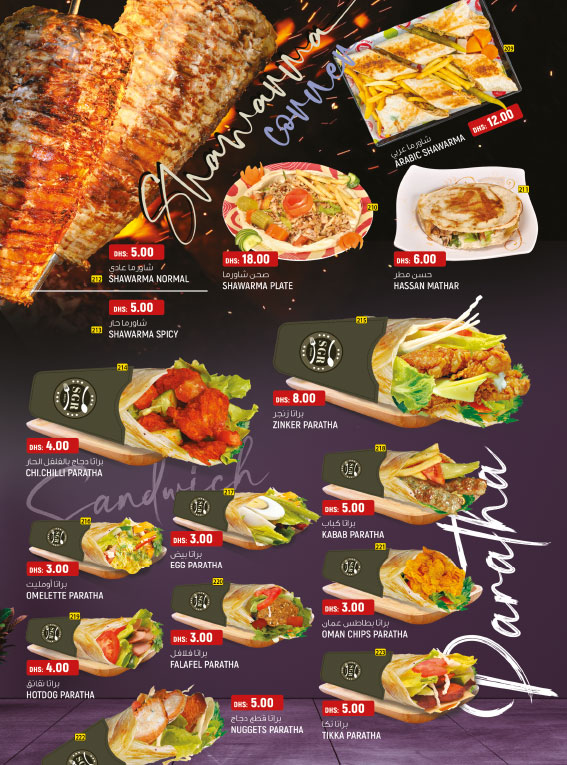 Shawarma
corner
209
DHS: 12.00
شاورما عربي
ARABIC SHAWARMA
210
DHS: 18.00
صحن شاورما
SHAWARMA PLATE
211
DHS: 6.00
حسن مطر
HASSAN MATHAR
DHS: 5.00
شاورما عادي
212 SHAWARMA NORMAL
DHS: 5.00
شاورما حار
213 SHAWARMA SPICY
214
SGR
DHS: 4.00
براتا دجاج بالفلفل الحار
CHI.CHILLI PARATHA
215
SGR
DHS: 8.00
براتا زنجر
ZINKER PARATHA
Sandwich
Paratha
216
DHS: 3.00
براتا أومليت
OMELETTE PARATHA
217
DHS: 3.00
براتا بيض
EGG PARATHA
218
DHS: 5.00
براتا كباب
KABAB PARATHA
219
DHS: 4.00
براتا نقانق
HOTDOG PARATHA
220
DHS: 3.00
براتا فلافل
FALAFEL PARATHA
221
DHS: 3.00
براتا بطاطس عمان
OMAN CHIPS PARATHA
222
DHS: 5.00
براتا قطع دجاج
NUGGETS PARATHA
223
DHS: 5.00
براتا تكا
TIKKA PARATHA